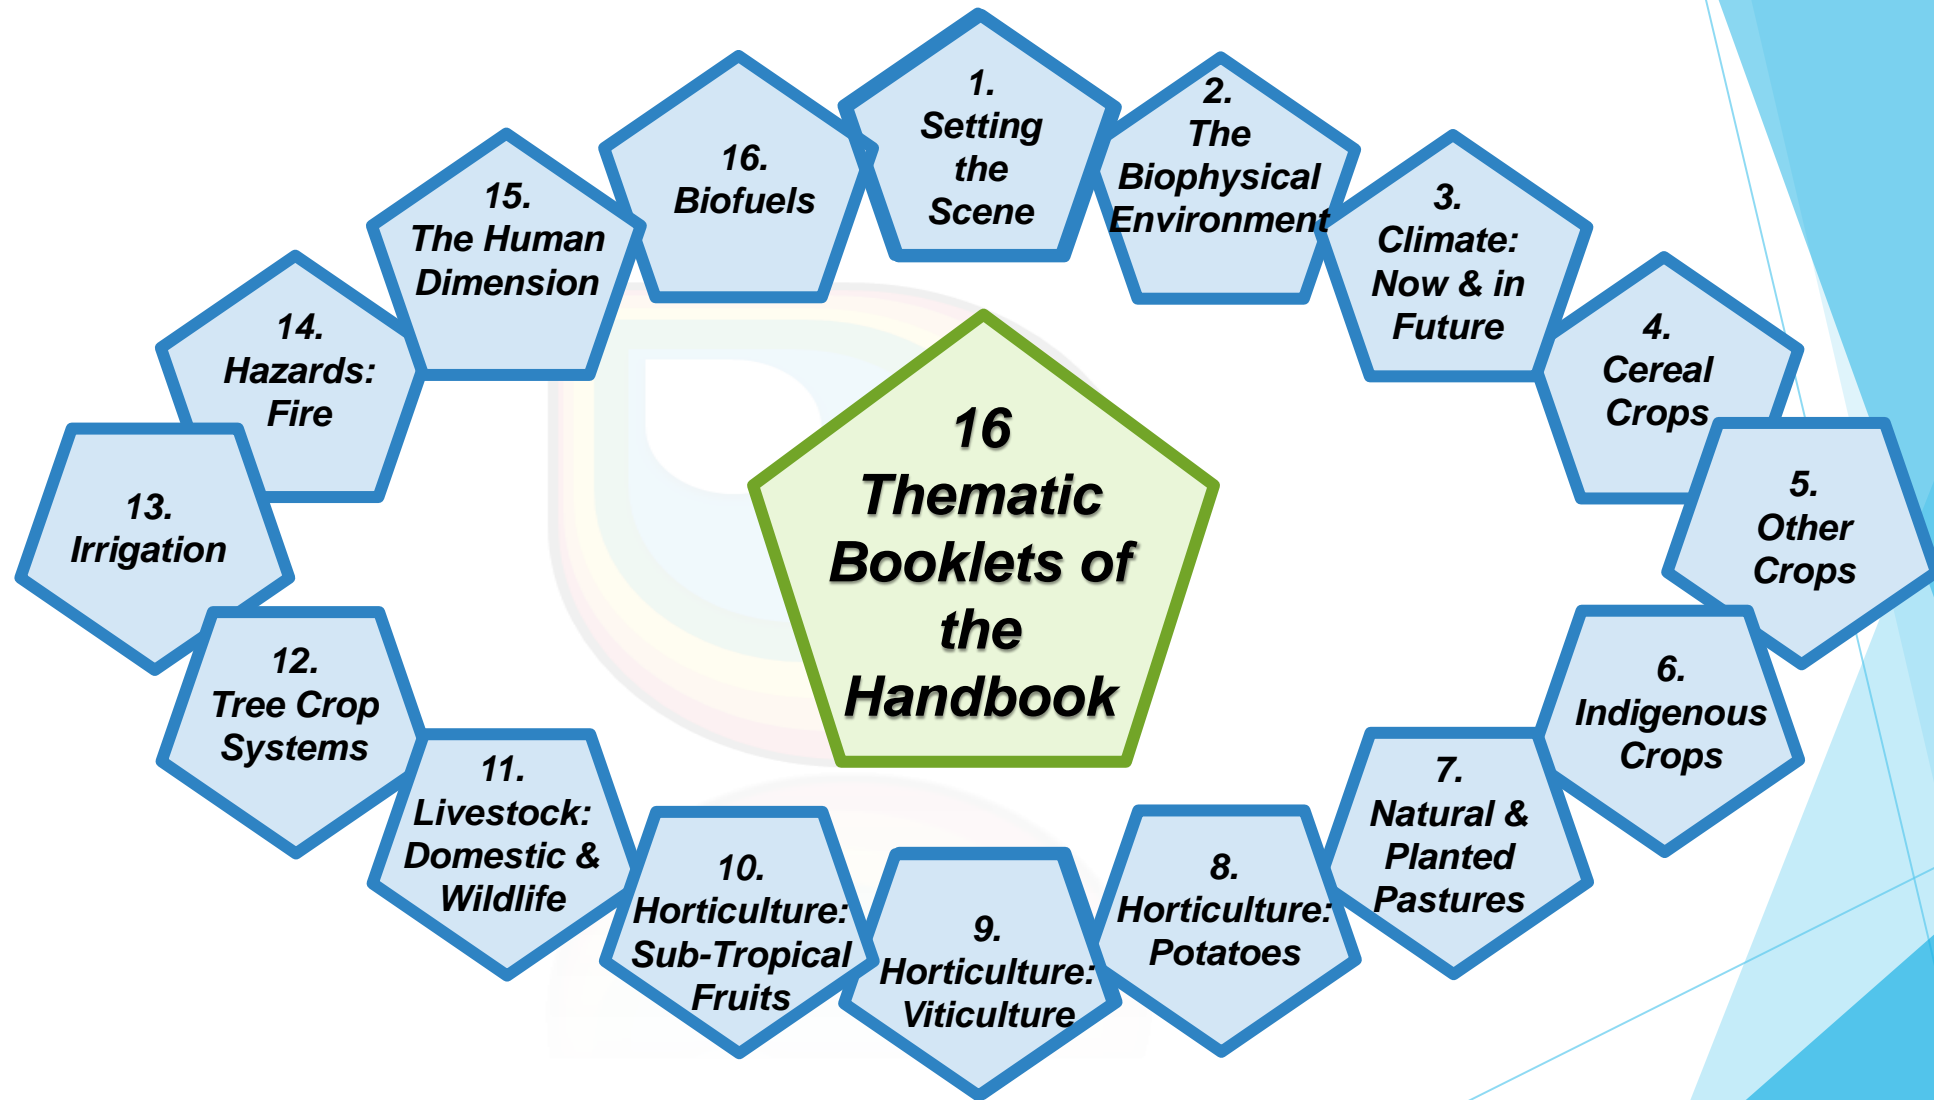 1.
Setting
the
Scene
2.
The
Biophysical
Environment
3.
Climate:
Now & in
Future
4.
Cereal
Crops
5.
Other
Crops
6.
Indigenous
Crops
7.
Natural &
Planted
Pastures
8.
Horticulture:
Potatoes
9.
Horticulture:
Viticulture
10.
Horticulture:
Sub-Tropical
Fruits
11.
Livestock:
Domestic &
Wildlife
12.
Tree Crop
Systems
13.
Irrigation
14.
Hazards:
Fire
15.
The Human
Dimension
16.
Biofuels
16
Thematic
Booklets of
the
Handbook